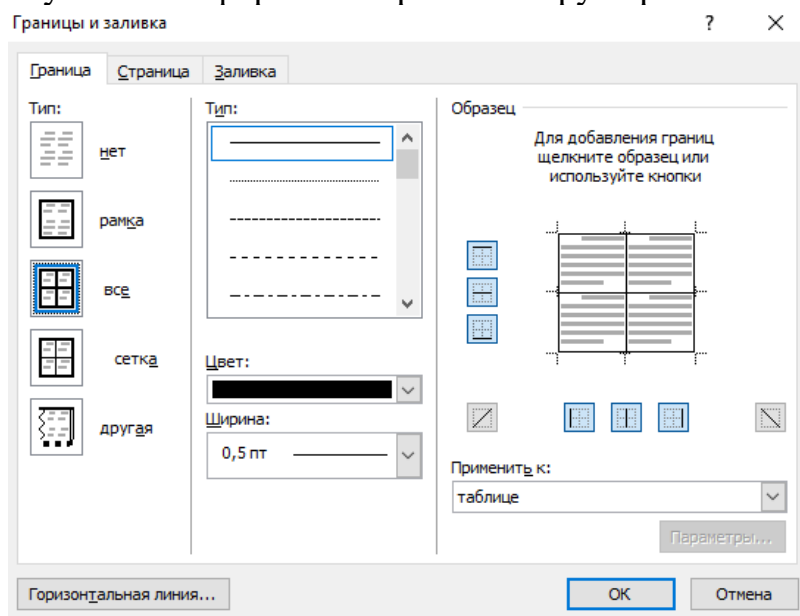 Границы и заливка
?
Граница
Страница
Заливка
Тип:
нет
рамка
все
сетка
другая
Тип:
Цвет:
Ширина:
0,5 пт
Образец
Для добавления границ
щелкните образец или
используйте кнопки
Применить к:
таблице
Параметры...
Горизонтальная линия...
ОК
Отмена